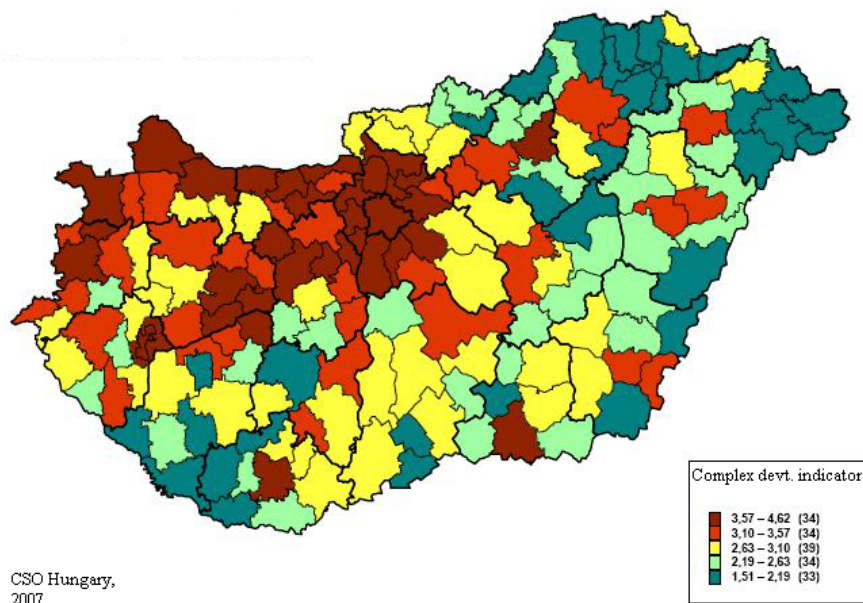 Complex devt. indicator
3,57 – 4,62 (34)
3,10 – 3,57 (34)
2,63 – 3,10 (39)
2,19 – 2,63 (34)
1,51 – 2,19 (33)
CSO Hungary,
2007